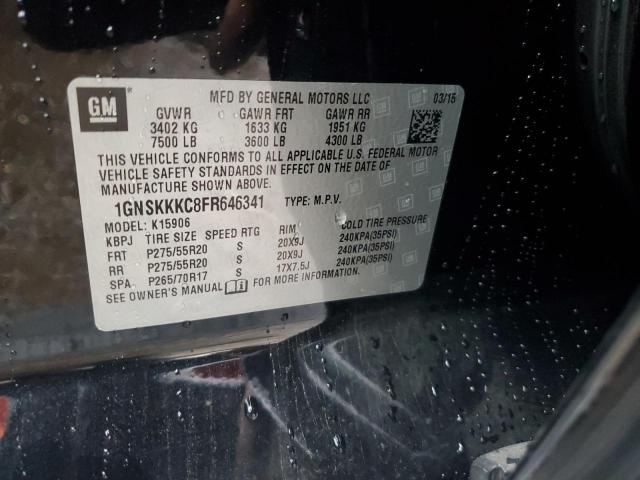 GM
MFD BY GENERAL MOTORS LLC 03/15
GVWR GAWR FRT GAWR RR
3402 KG 1633 KG 1951 KG
7500 LB 3600 LB 4300 LB
THIS VEHICLE CONFORMS TO ALL APPLICABLE U.S. FEDERAL MOTOR
VEHICLE SAFETY STANDARDS IN EFFECT ON THE DATE OF
MANUFACTURE SHOWN ABOVE.
1GNSKKKC8FR646341 TYPE: M.P.V.
MODEL: K15906
KBPJ TIRE SIZE SPEED RTG RIM COLD TIRE PRESSURE
FRT P275/55R20 S 20X9J 240KPA(35PSI)
RR P275/55R20 S 20X9J 240KPA(35PSI)
SPA P265/70R17 S 17X7.5J 240KPA(35PSI)
SEE OWNER'S MANUAL FOR MORE INFORMATION.